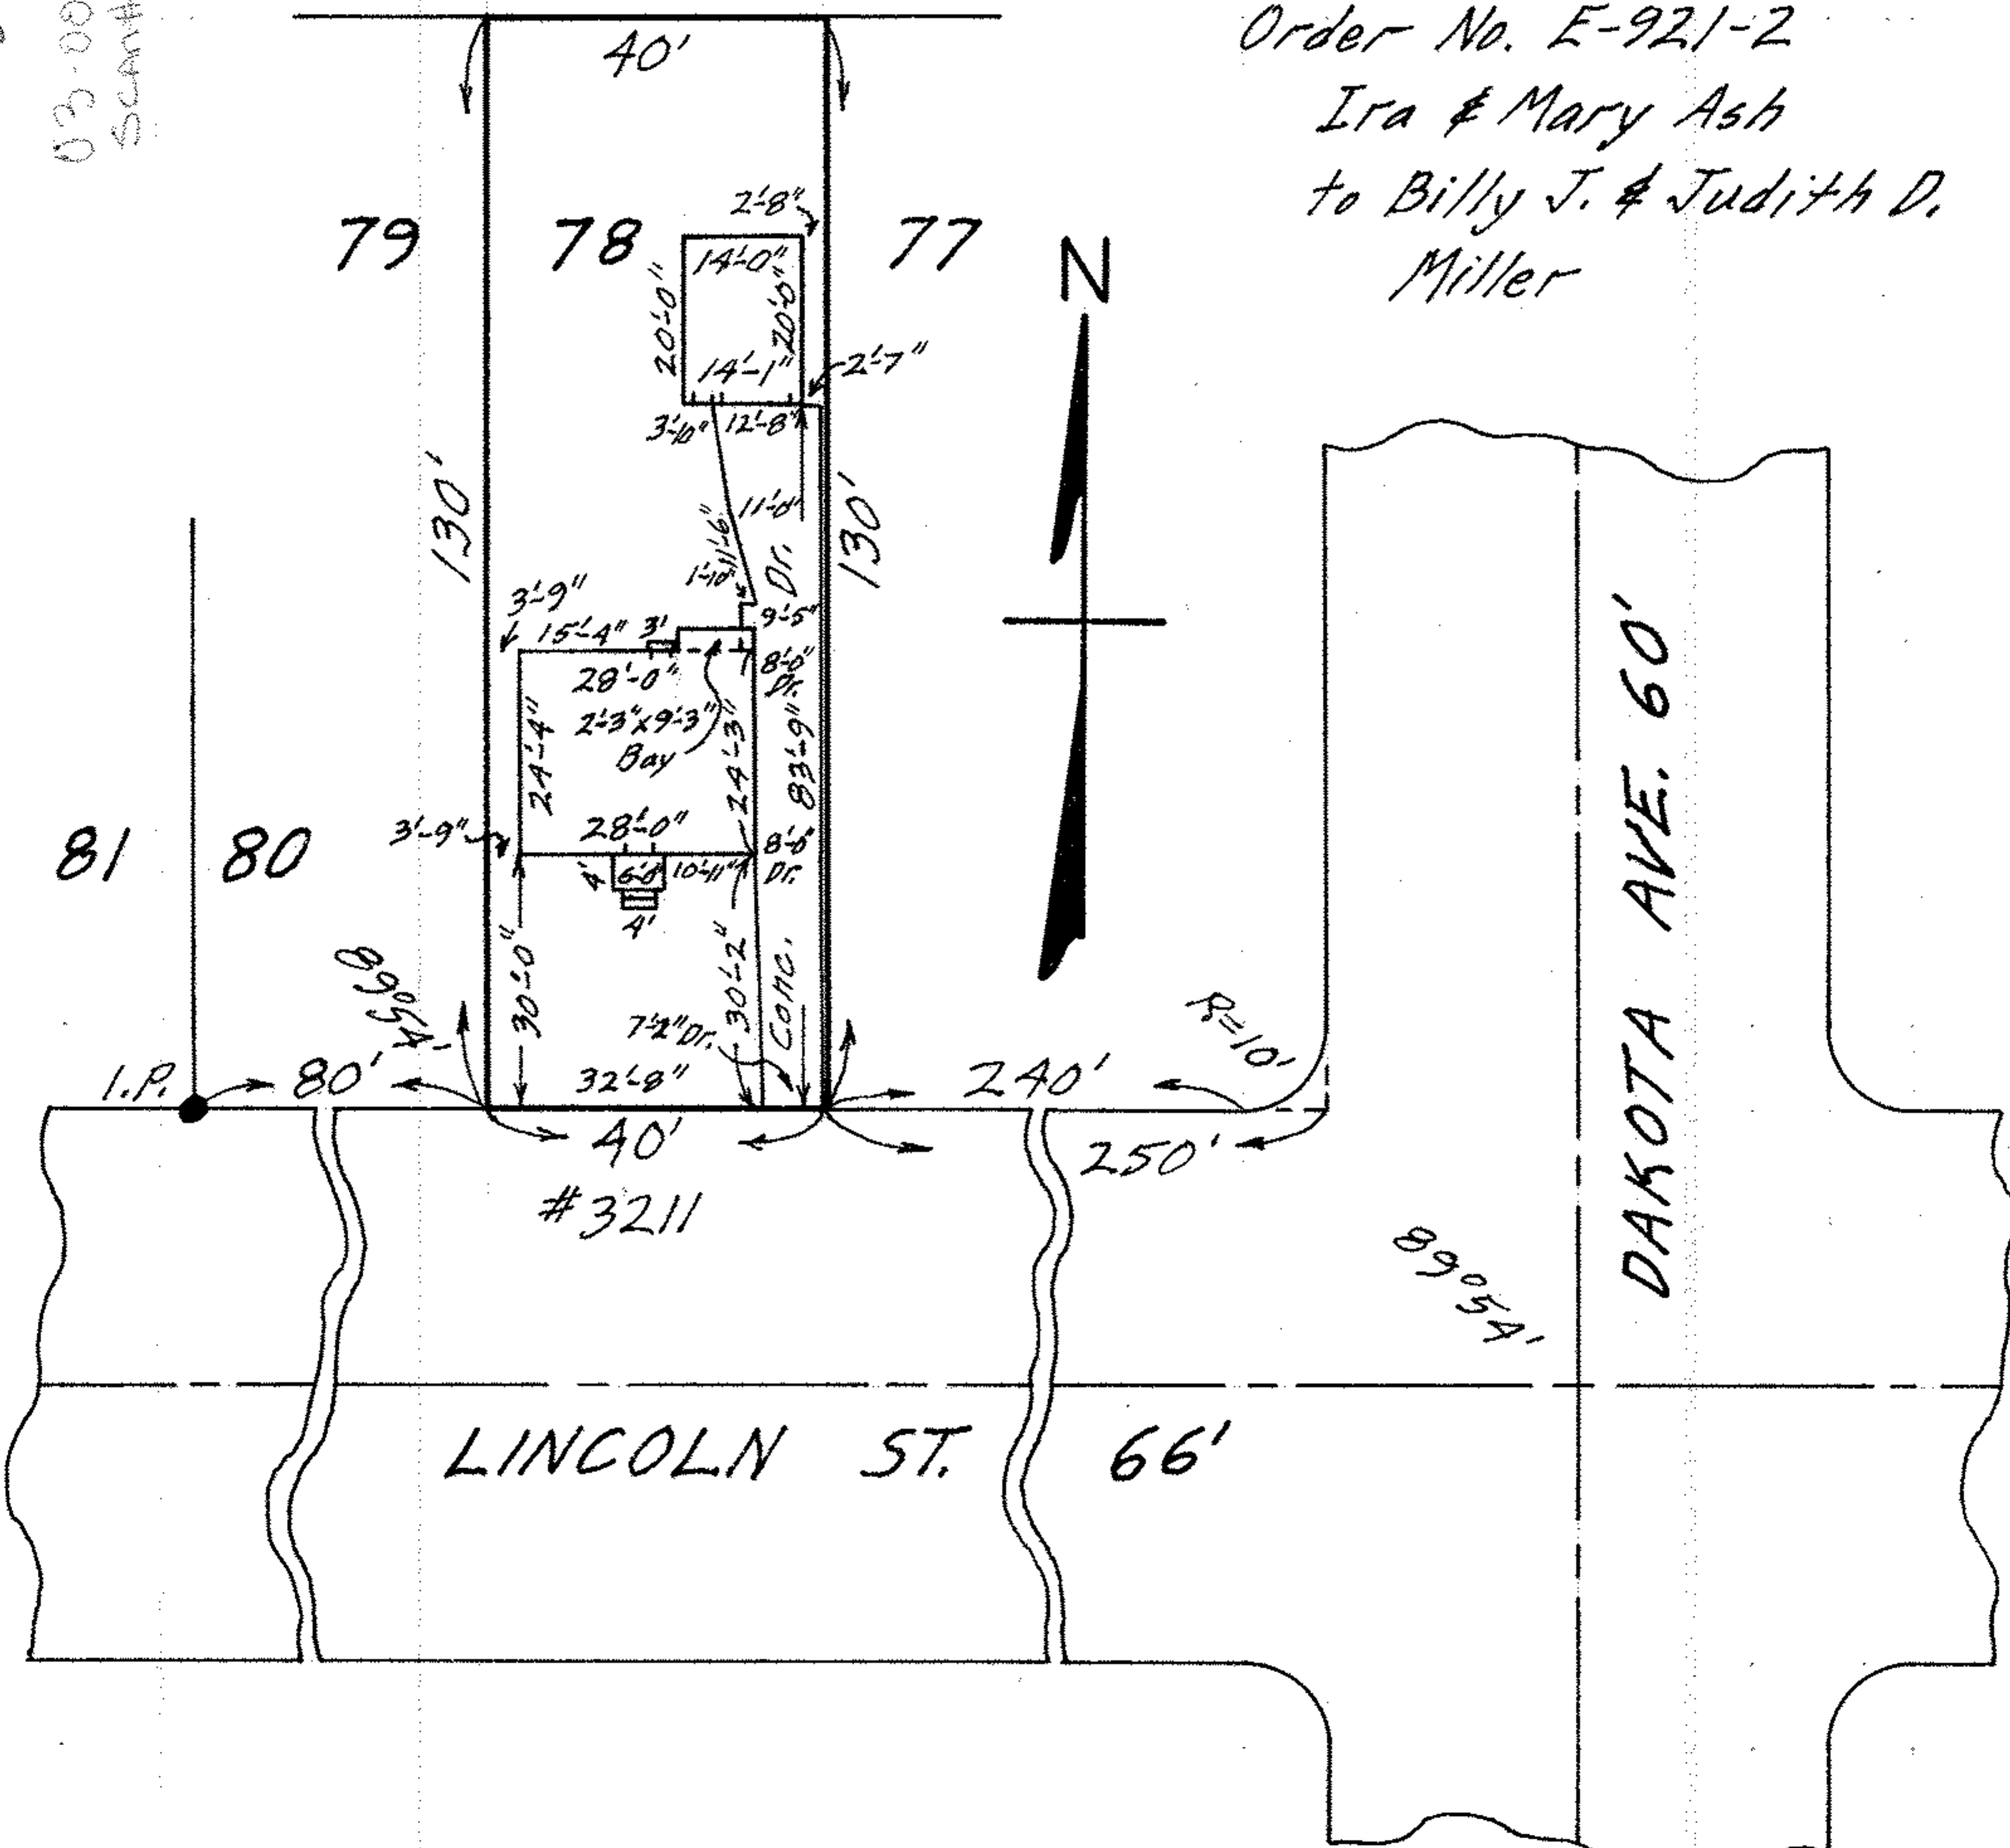 03-00
Scan#
Order No. E-921-2
Ira & Mary Ash
to Billy J. & Judith D.
Miller
40'
79
78
77
N
2'-8"
14'-0"
20'-0"
20'-0"
14'-1"
2'-7"
3'-10"
12'-8"
130'
130'
11'-0"
11'-6"
1'-10"
Dr.
3'-9"
15'-4"
3'
9'-5"
28'-0"
8'-0"
Dr.
2'-3"x9'-3"
Bay
24'-4"
24'-3"
83'-9"
81
80
3'-9"
28'-0"
8'-0"
Dr.
4'
6'-0"
10'-11"
4'
30'-0"
30'-2"
Conc.
7'-2" Dr.
89°54'
R=10'
I.P.
80'
32'-8"
240'
40'
250'
#3211
89°54'
DAKOTA AVE. 60'
LINCOLN ST. 66'